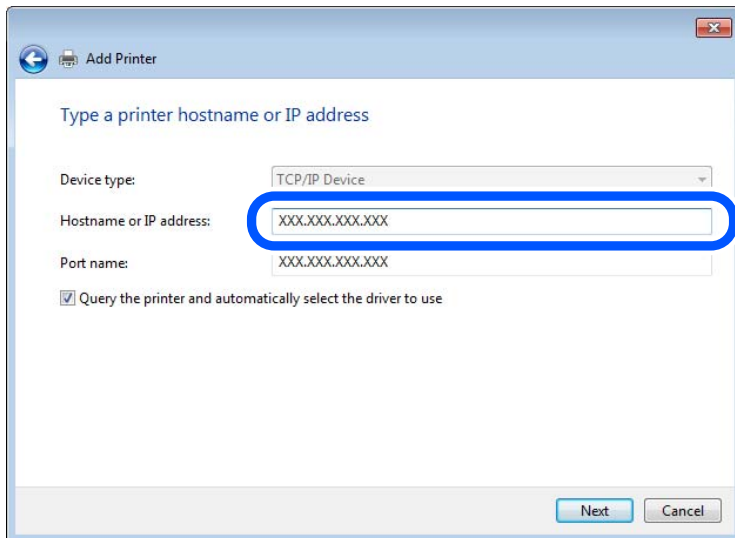 Add Printer
Type a printer hostname or IP address
Device type: TCP/IP Device
Hostname or IP address: XXX.XXX.XXX.XXX
Port name: XXX.XXX.XXX.XXX
Query the printer and automatically select the driver to use
Next Cancel